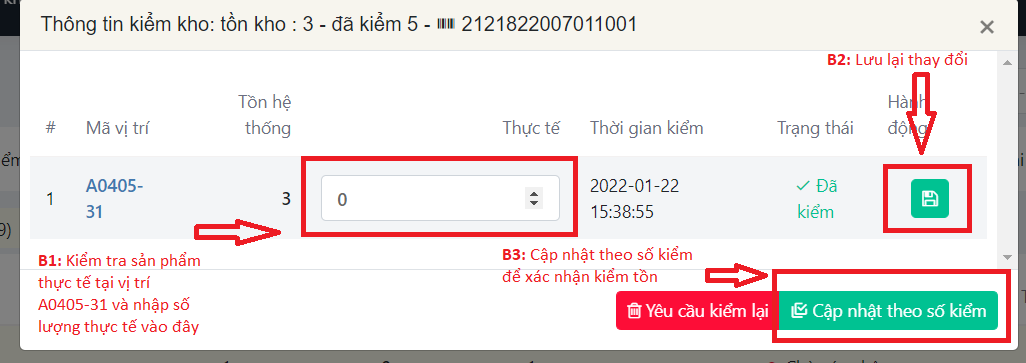 Thông tin kiểm kho: tồn kho : 3 - đã kiểm 5 - 2121822007011001
×
B2: Lưu lại thay đổi
# Mã vị trí Tồn hệ thống Thực tế Thời gian kiểm Trạng thái Hành động
1 A0405-31 3 0 2022-01-22 15:38:55 Đã kiểm
B1: Kiểm tra sản phẩm
thực tế tại vị trí
A0405-31 và nhập số
lượng thực tế vào đây
B3: Cập nhật theo số kiểm
để xác nhận kiểm tồn
Yêu cầu kiểm lại Cập nhật theo số kiểm